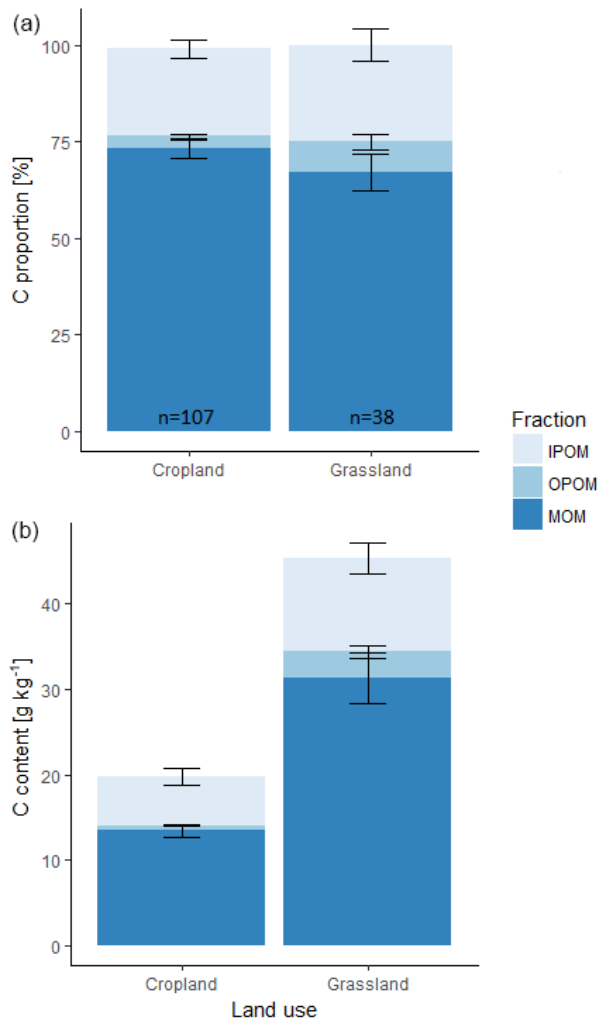 (a)
100
75
50
25
0
C proportion [%]
n=107
n=38
Cropland
Grassland
Fraction
IPOM
OPOM
MOM
(b)
40
30
20
10
0
C content [g kg⁻¹]
Cropland
Grassland
Land use